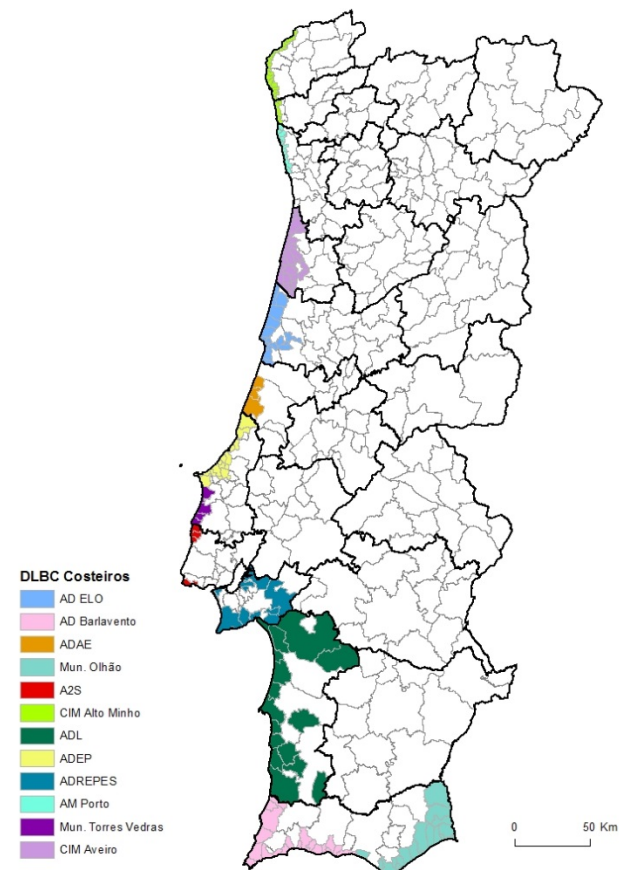 DLBC Costeiros
AD ELO
AD Barlavento
ADAE
Mun. Olhão
A2S
CIM Alto Minho
ADL
ADEP
ADREPES
AM Porto
Mun. Torres Vedras
CIM Aveiro
0 50 Km